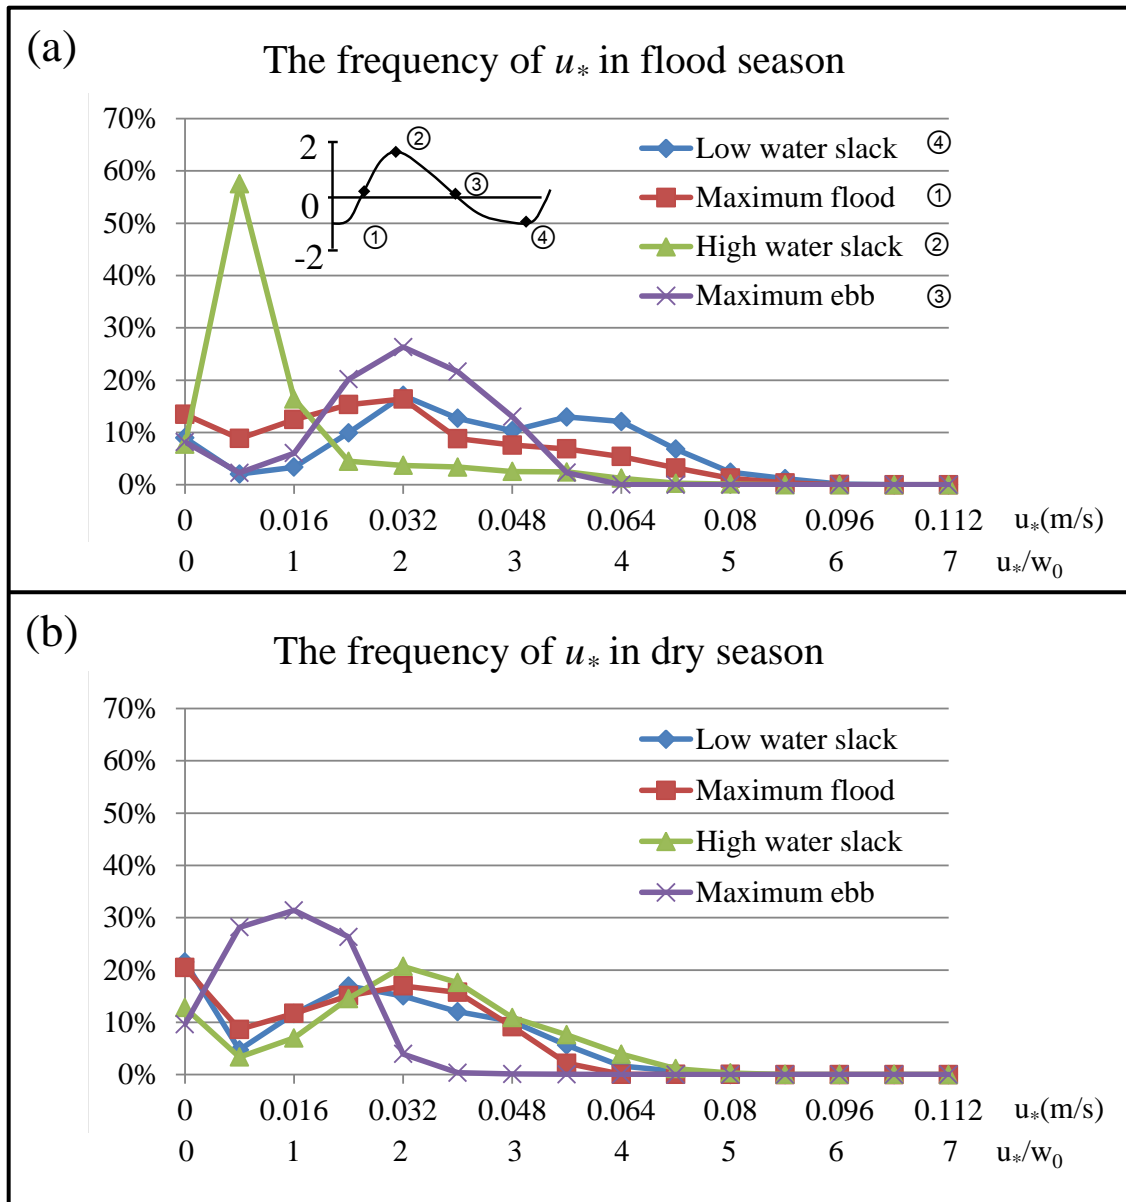 (a)
The frequency of u* in flood season
70%
60%
50%
40%
30%
20%
10%
0%
2
0
-2
①
②
③
④
Low water slack ④
Maximum flood ①
High water slack ②
Maximum ebb ③
0 0.016 0.032 0.048 0.064 0.08 0.096 0.112 u*(m/s)
0 1 2 3 4 5 6 7 u*/w0
(b)
The frequency of u* in dry season
70%
60%
50%
40%
30%
20%
10%
0%
Low water slack
Maximum flood
High water slack
Maximum ebb
0 0.016 0.032 0.048 0.064 0.08 0.096 0.112 u*(m/s)
0 1 2 3 4 5 6 7 u*/w0